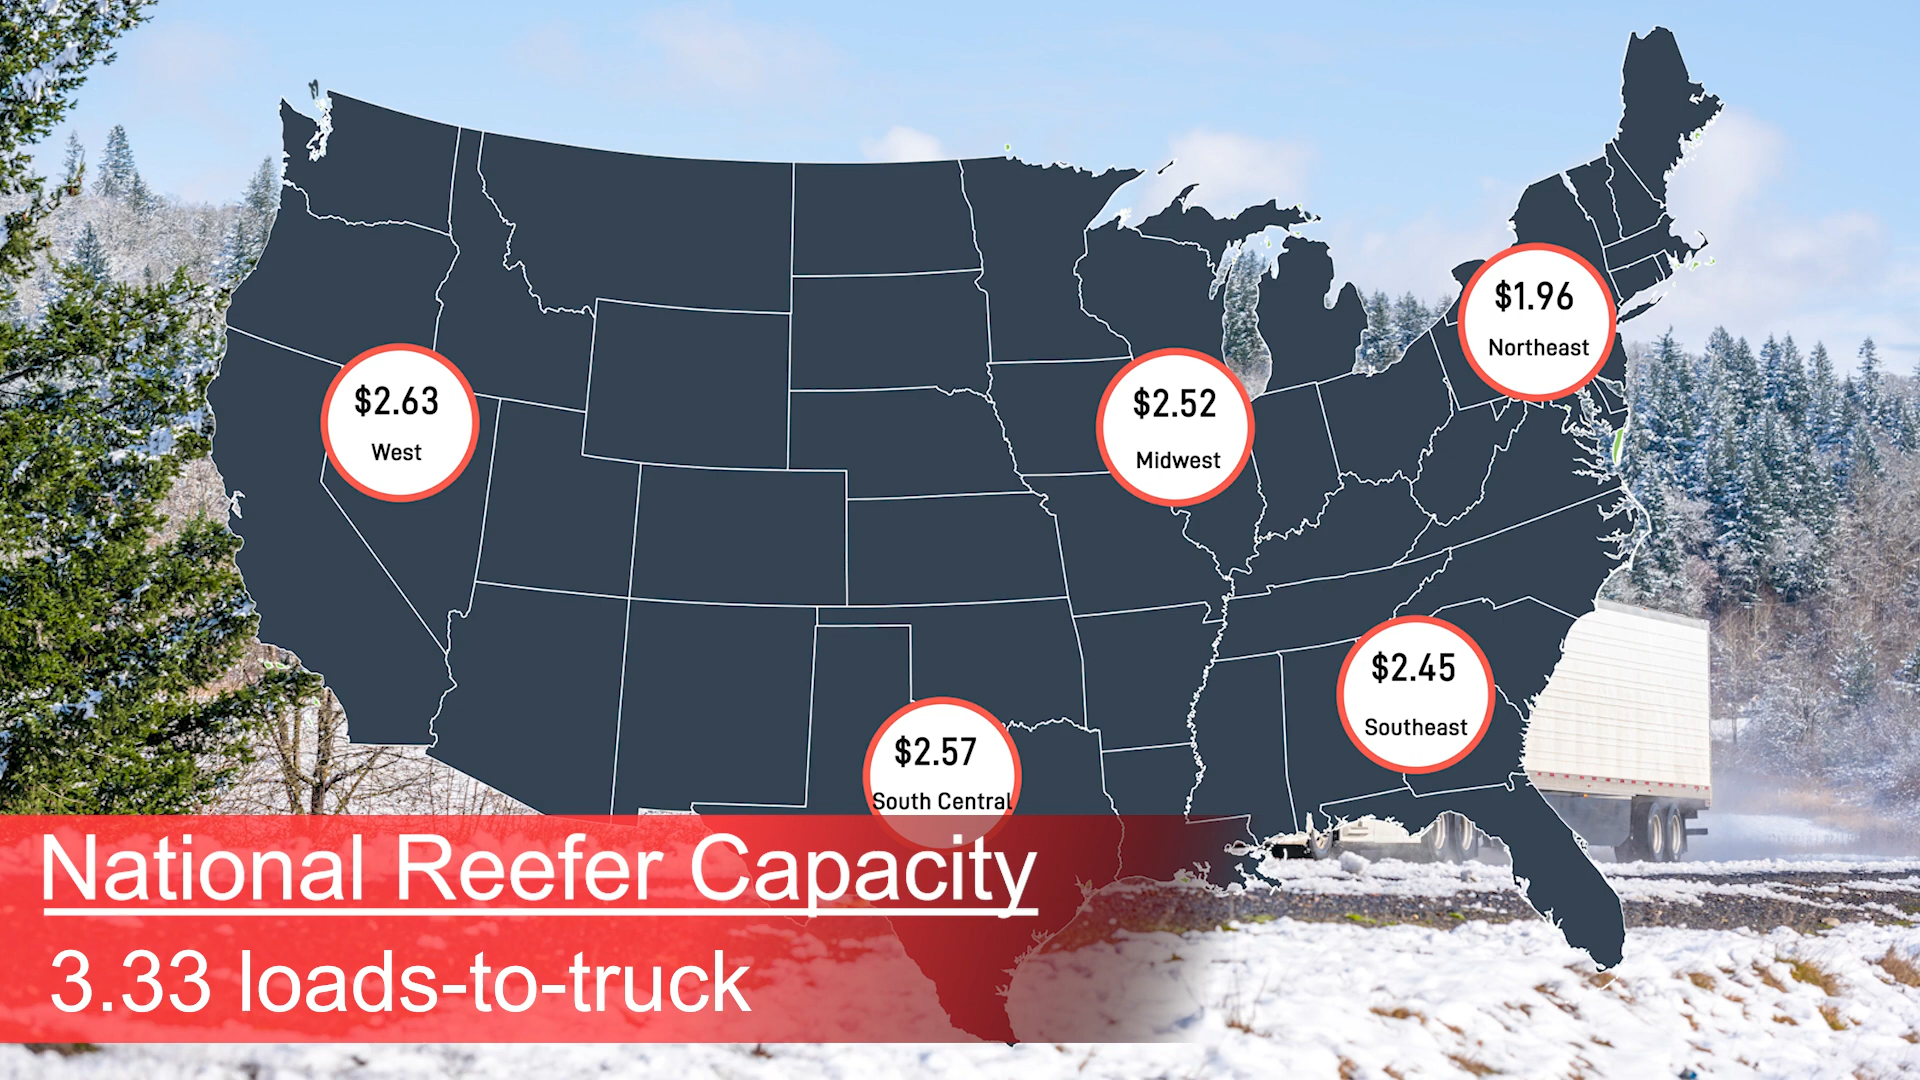 $1.96
Northeast
$2.63
West
$2.52
Midwest
$2.45
Southeast
$2.57
South Central
National Reefer Capacity
3.33 loads-to-truck